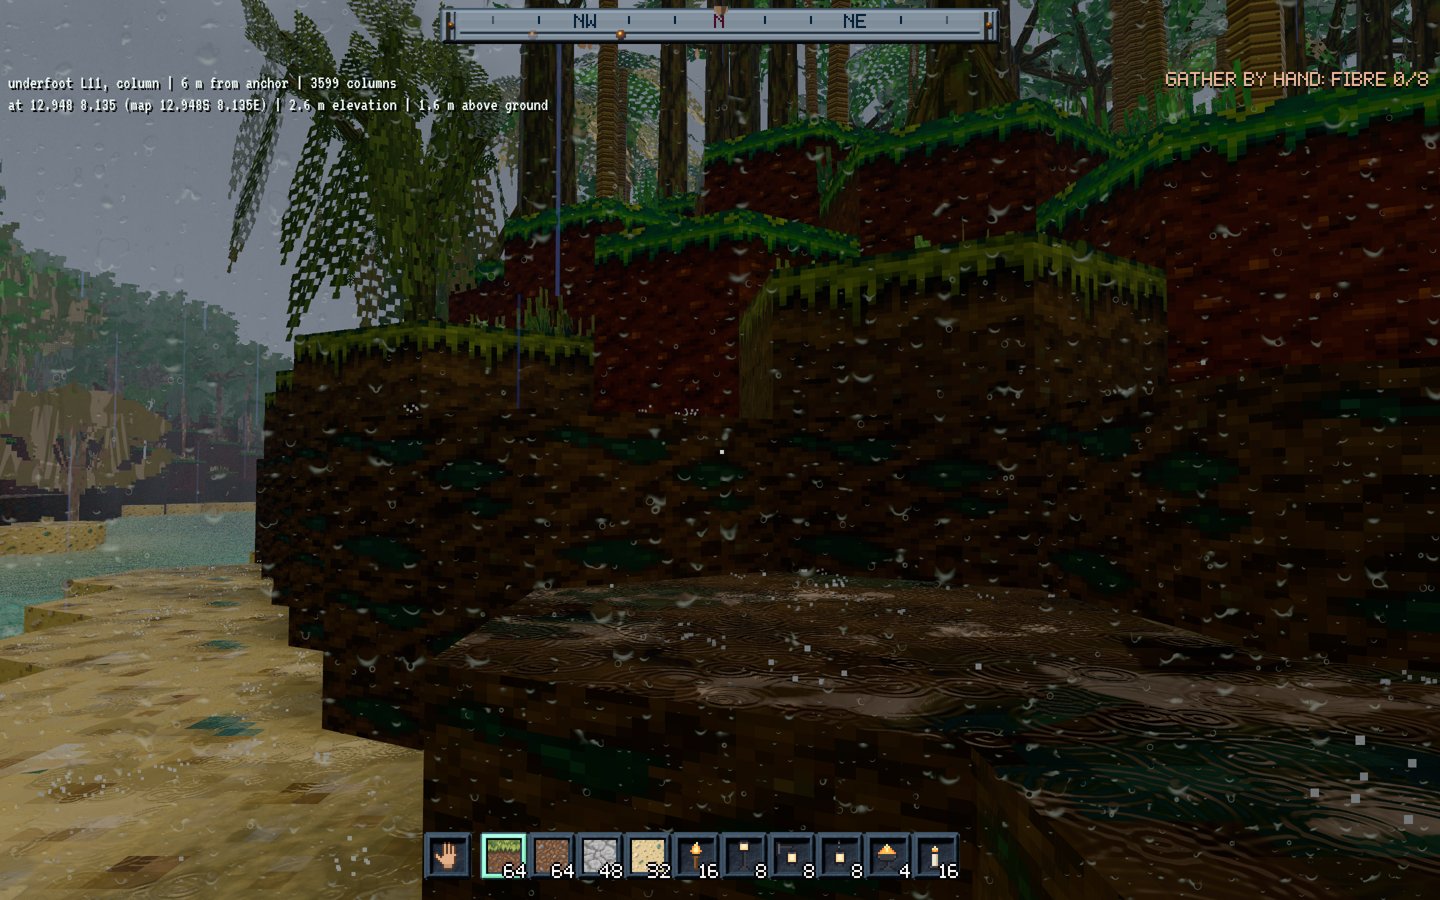 NW N NE
underfoot L11, column | 6 m from anchor | 3599 columns
at 12.948 8.135 (map 12.948S 8.135E) | 2.6 m elevation | 1.6 m above ground
GATHER BY HAND: FIBRE 0/8
64 64 48 32 16 8 8 8 4 16